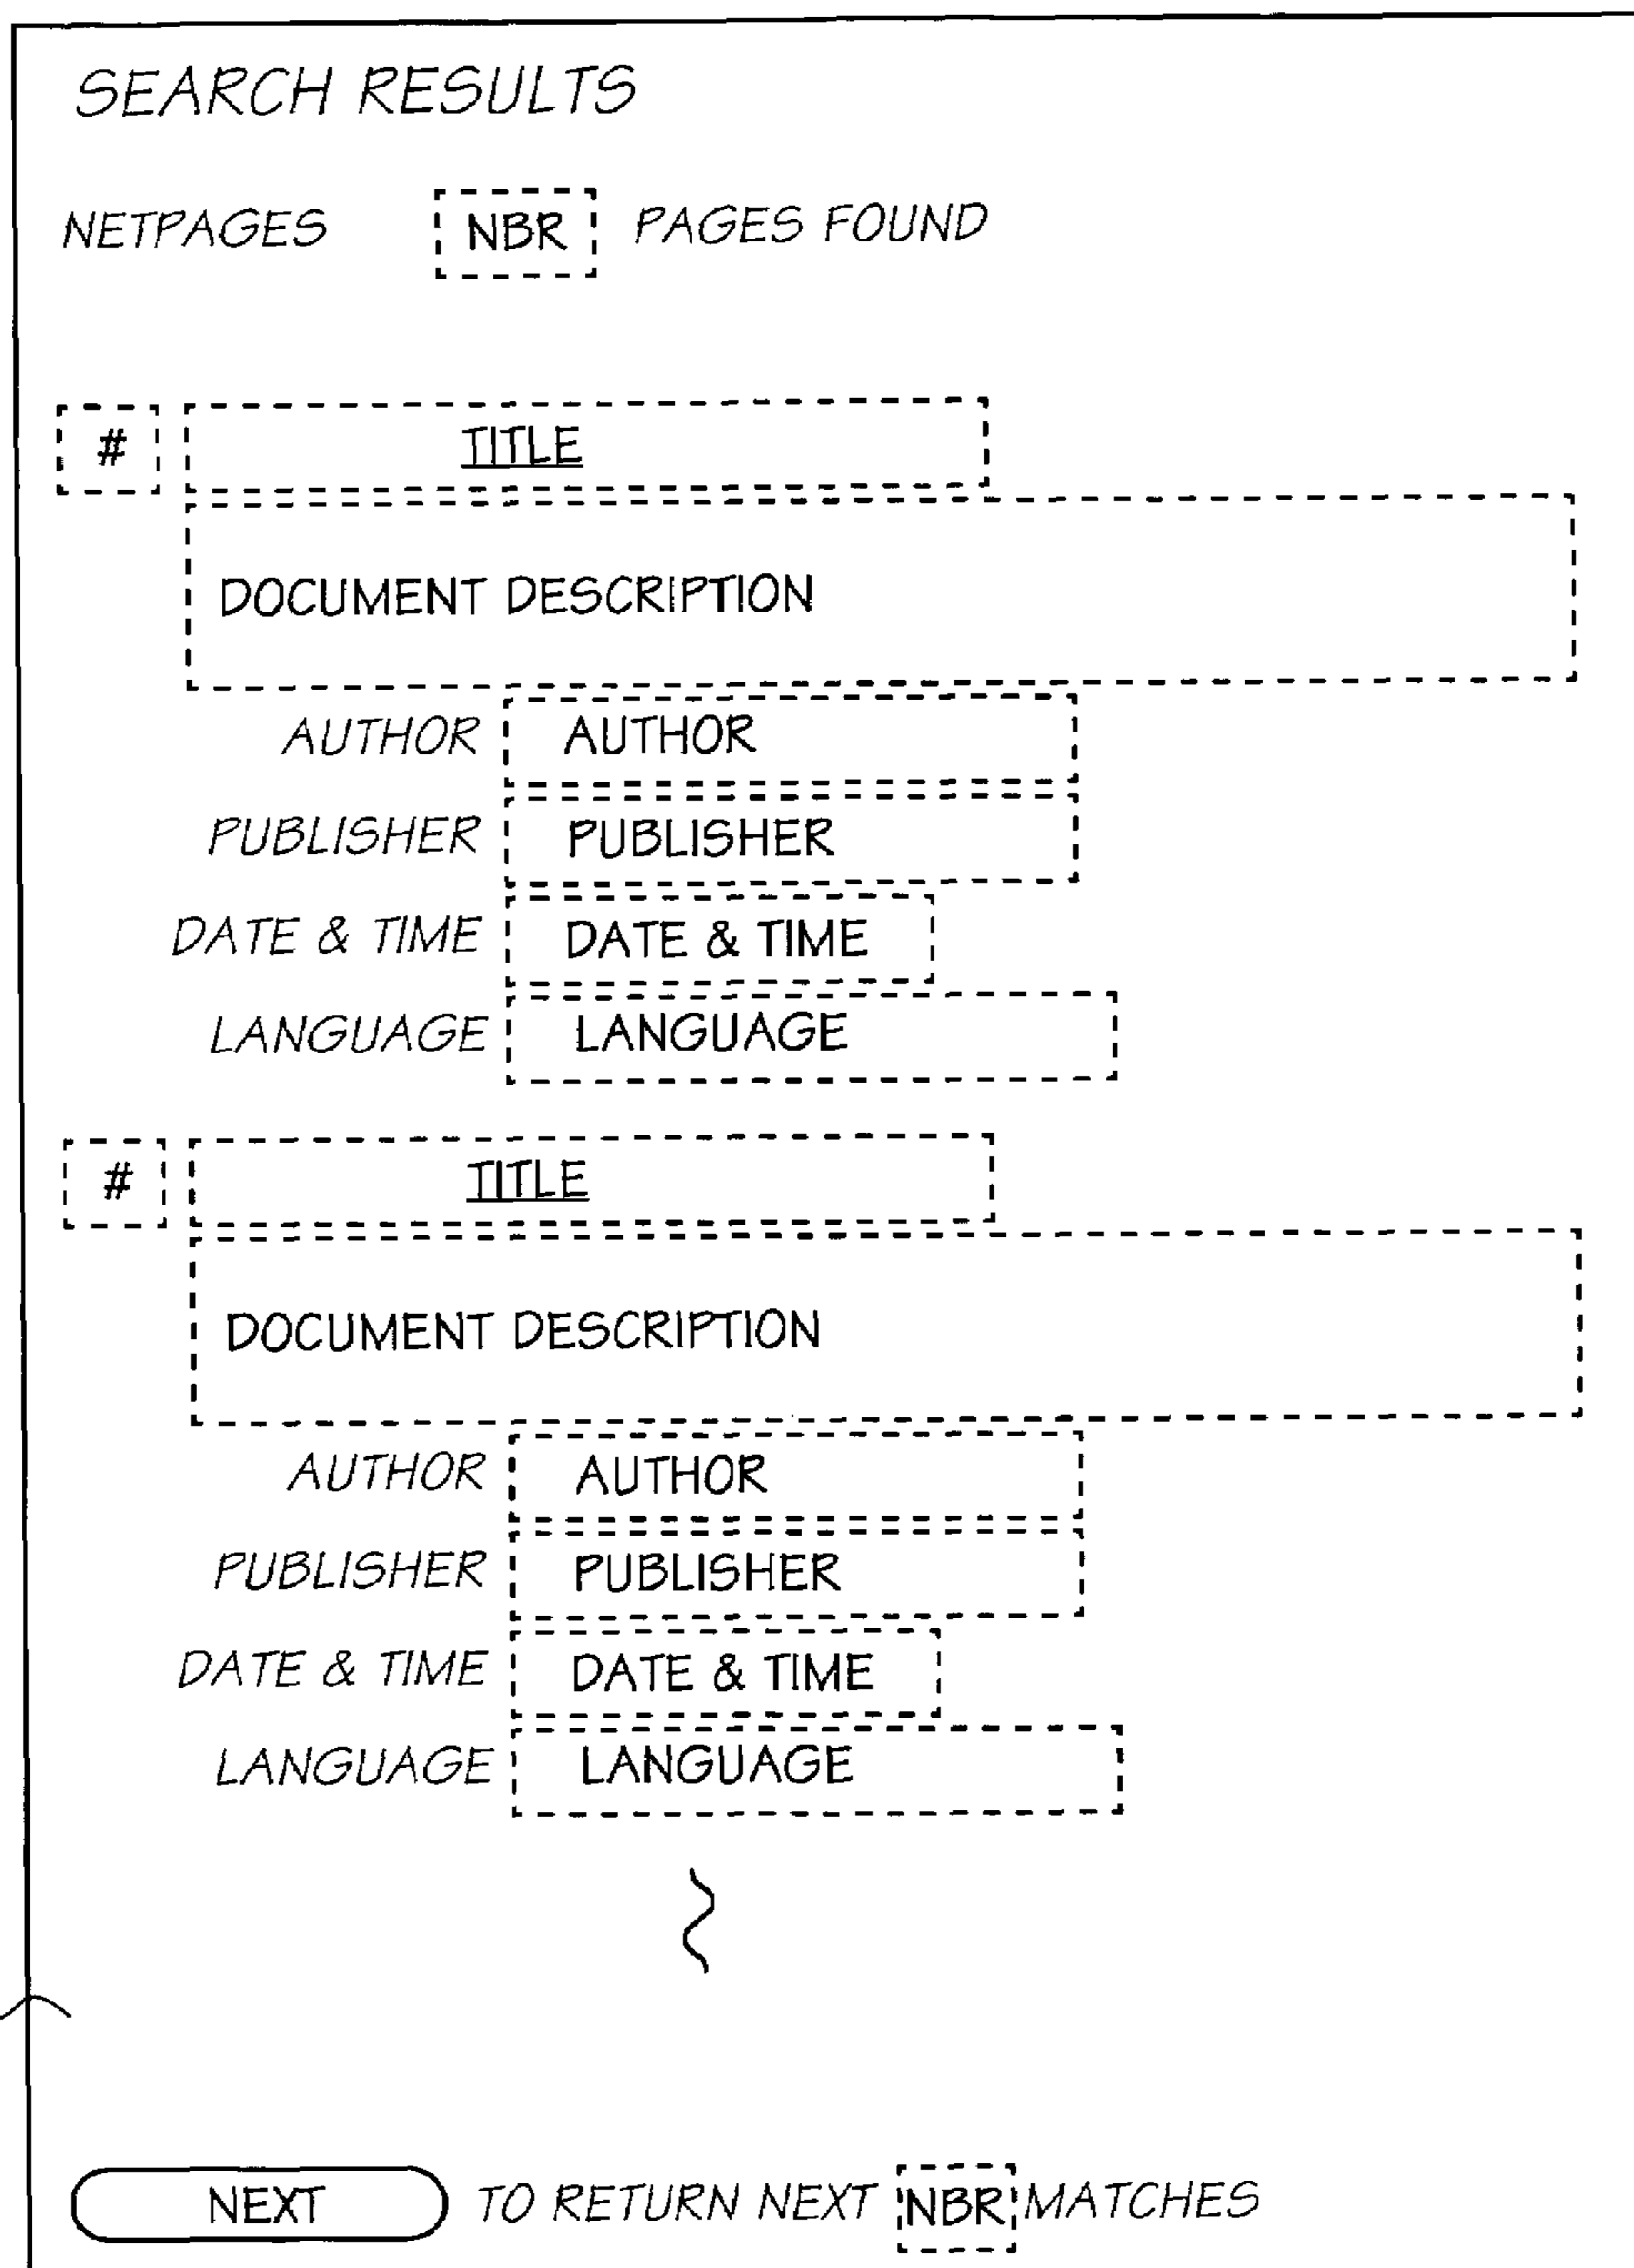 SEARCH RESULTS
NETPAGES NBR PAGES FOUND
# TITLE
DOCUMENT DESCRIPTION
AUTHOR AUTHOR
PUBLISHER PUBLISHER
DATE & TIME DATE & TIME
LANGUAGE LANGUAGE
# TITLE
DOCUMENT DESCRIPTION
AUTHOR AUTHOR
PUBLISHER PUBLISHER
DATE & TIME DATE & TIME
LANGUAGE LANGUAGE
NEXT TO RETURN NEXT NBR MATCHES